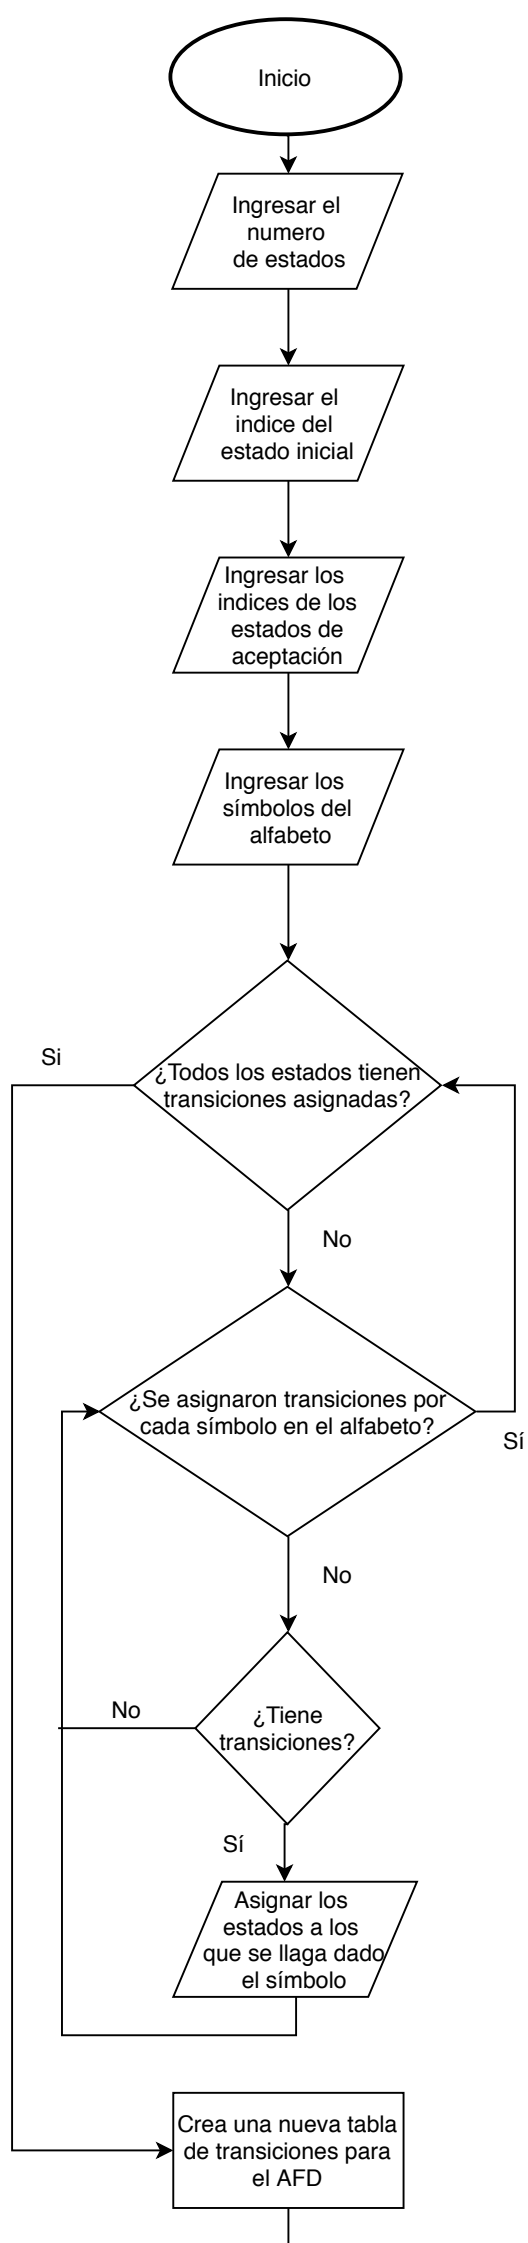 Inicio
Ingresar el
numero
de estados
Ingresar el
indice del
estado inicial
Ingresar los
indices de los
estados de
aceptación
Ingresar los
símbolos del
alfabeto
Si
¿Todos los estados tienen
transiciones asignadas?
No
¿Se asignaron transiciones por
cada símbolo en el alfabeto?
Sí
No
No
¿Tiene
transiciones?
Sí
Asignar los
estados a los
que se llaga dado
el símbolo
Crea una nueva tabla
de transiciones para
el AFD